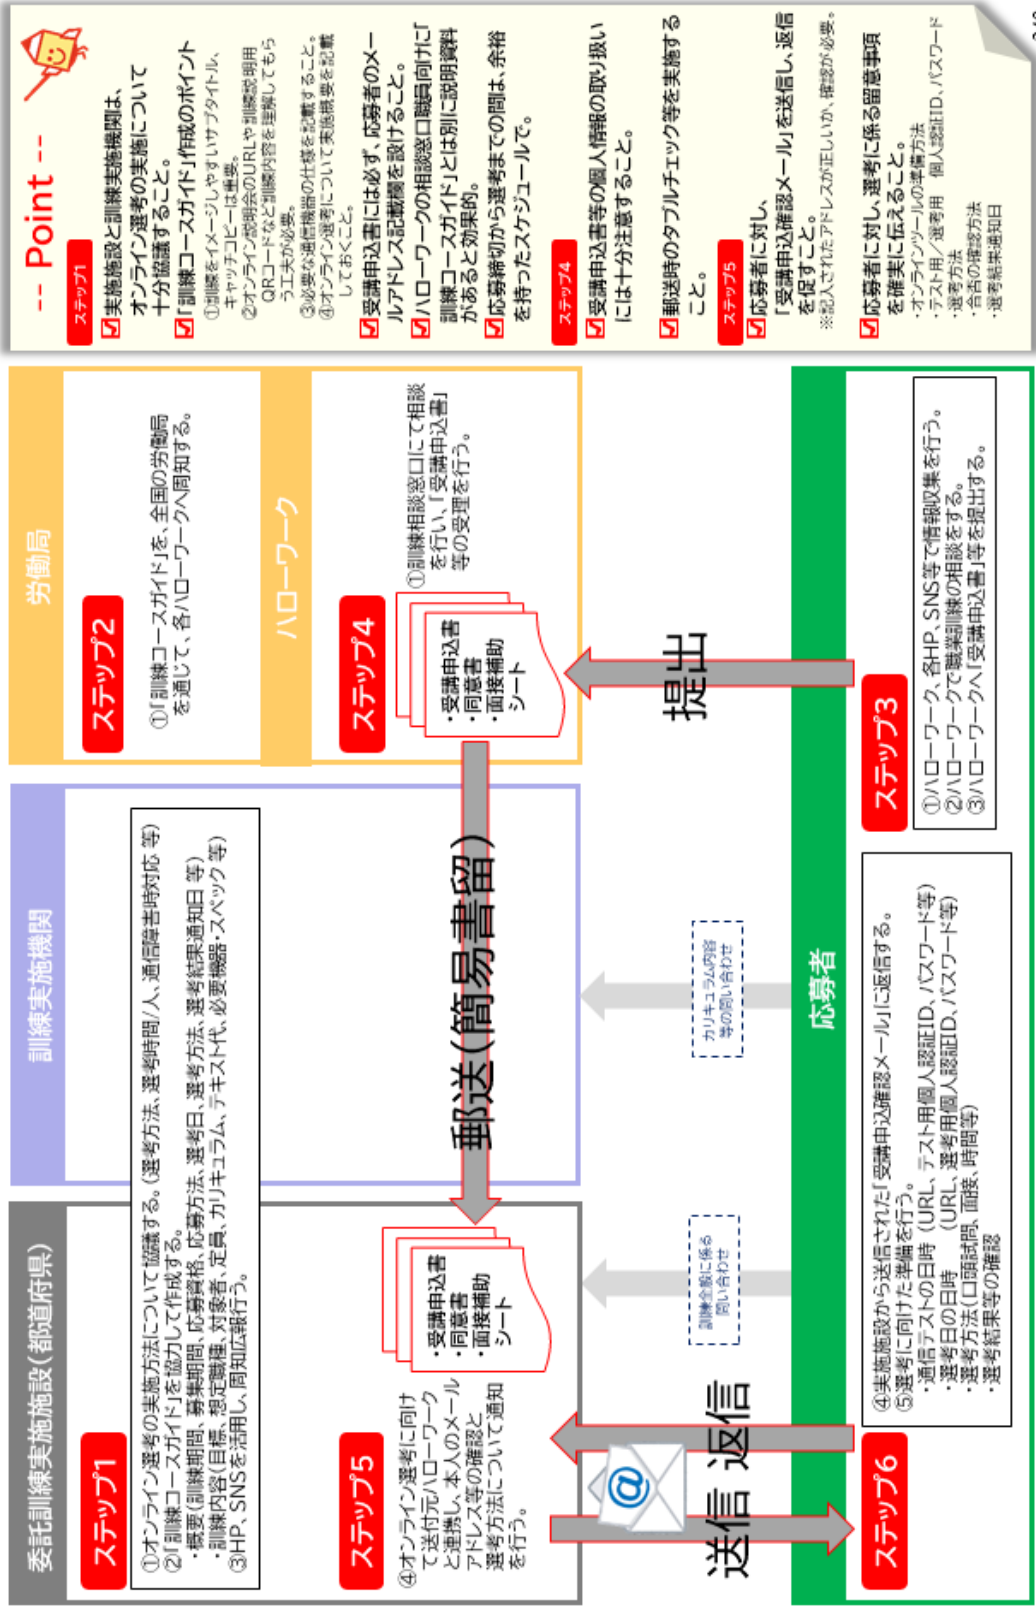 委託訓練実施施設(都道府県)
訓練実施機関
労働局
ステップ1
①オンライン選考の実施方法について協議する。(選考方法、選考時間/人、通信障害時対応 等)
②「訓練コースガイド」を協力して作成する。
・概要(訓練期間、募集期間、応募資格、応募方法、選考日、選考方法、選考結果通知日 等)
・訓練内容(目標、想定職種、対象者、定員、カリキュラム、テキスト代、必要機器・スペック 等)
③HP、SNSを活用し、周知広報行う。
ステップ2
①「訓練コースガイド」を、全国の労働局
を通じて、各ハローワークへ周知する。
ハローワーク
ステップ5
④オンライン選考に向け
て送付元ハローワーク
と連携し、本人のメール
アドレス等の確認と
選考方法について通知
を行う。
・受講申込書
・同意書
・面接補助
シート
郵送(簡易書留)
ステップ4
・受講申込書
・同意書
・面接補助
シート
①訓練相談窓口にて相談
を行い、「受講申込書」
等の受理を行う。
送信
@
返信
訓練全般に係る
問い合わせ
カリキュラム内容
等の問い合わせ
提出
応募者
ステップ6
④実施施設から送信された「受講申込確認メール」に返信する。
⑤選考に向けた準備を行う。
・通信テストの日時 (URL、テスト用個人認証ID、パスワード等)
・選考日の日時 (URL、選考用個人認証ID、パスワード等)
・選考方法(口頭試問、面接、時間等)
・選考結果等の確認
ステップ3
①ハローワーク、各HP、SNS等で情報収集を行う。
②ハローワークで職業訓練の相談をする。
③ハローワークへ「受講申込書」等を提出する。
-- Point --
ステップ1
実施施設と訓練実施機関は、
オンライン選考の実施について
十分協議すること。
「訓練コースガイド」作成のポイント
①訓練をイメージしやすいサブタイトル、
キャッチコピーは重要。
②オンライン説明会のURLや訓練説明用
QRコードなど訓練内容を理解してもら
う工夫が必要。
③必要な通信機器の仕様を記載すること。
④オンライン選考について実施概要を記載
しておくこと。
受講申込書には必ず、応募者のメー
ルアドレス記載欄を設けること。
ハローワークの相談窓口職員向けに「
訓練コースガイド」とは別に説明資料
があると効果的。
応募締切から選考までの間は、余裕
を持ったスケジュールで。
ステップ4
受講申込書等の個人情報の取り扱い
には十分注意すること。
郵送時のダブルチェック等を実施する
こと。
ステップ5
応募者に対し、
「受講申込確認メール」を送信し、返信
を促すこと。
※記入されたアドレスが正しいか、確認が必要。
応募者に対し、選考に係る留意事項
を確実に伝えること。
・オンラインツールの準備方法
・テスト用/選考用 個人認証ID、パスワード
・選考方法
・合否の確認方法
・選考結果通知日